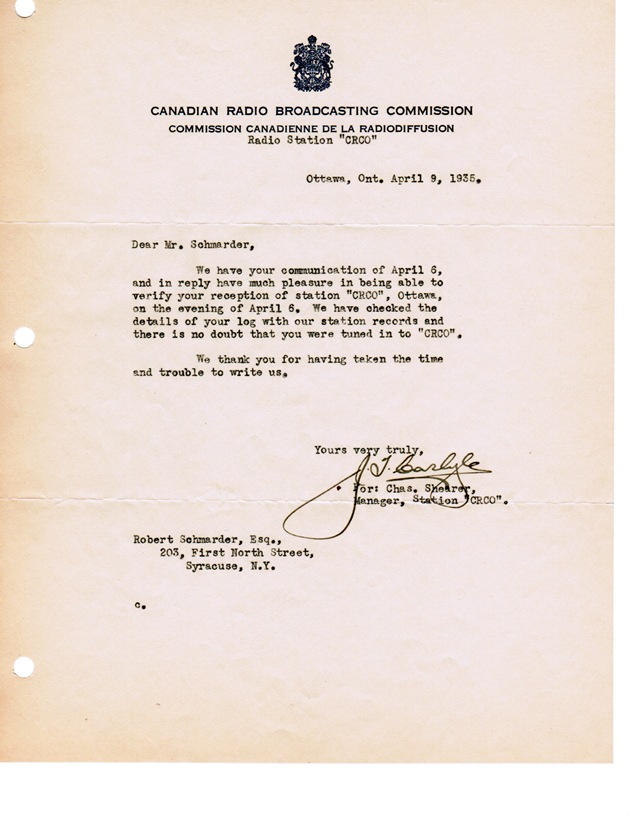 CANADIAN RADIO BROADCASTING COMMISSION
COMMISSION CANADIENNE DE LA RADIODIFFUSION
Radio Station "CRCO"
Ottawa, Ont. April 9, 1935.
Dear Mr. Schmarder,
We have your communication of April 6,
and in reply have much pleasure in being able to
verify your reception of station "CRCO", Ottawa,
on the evening of April 6. We have checked the
details of your log with our station records and
there is no doubt that you were tuned in to "CRCO".
We thank you for having taken the time
and trouble to write us.
Yours very truly,
J. T. Carlyle
For: Chas. Shearer,
Manager, Station "CRCO".
Robert Schmarder, Esq.,
203, First North Street,
Syracuse, N.Y.
c.